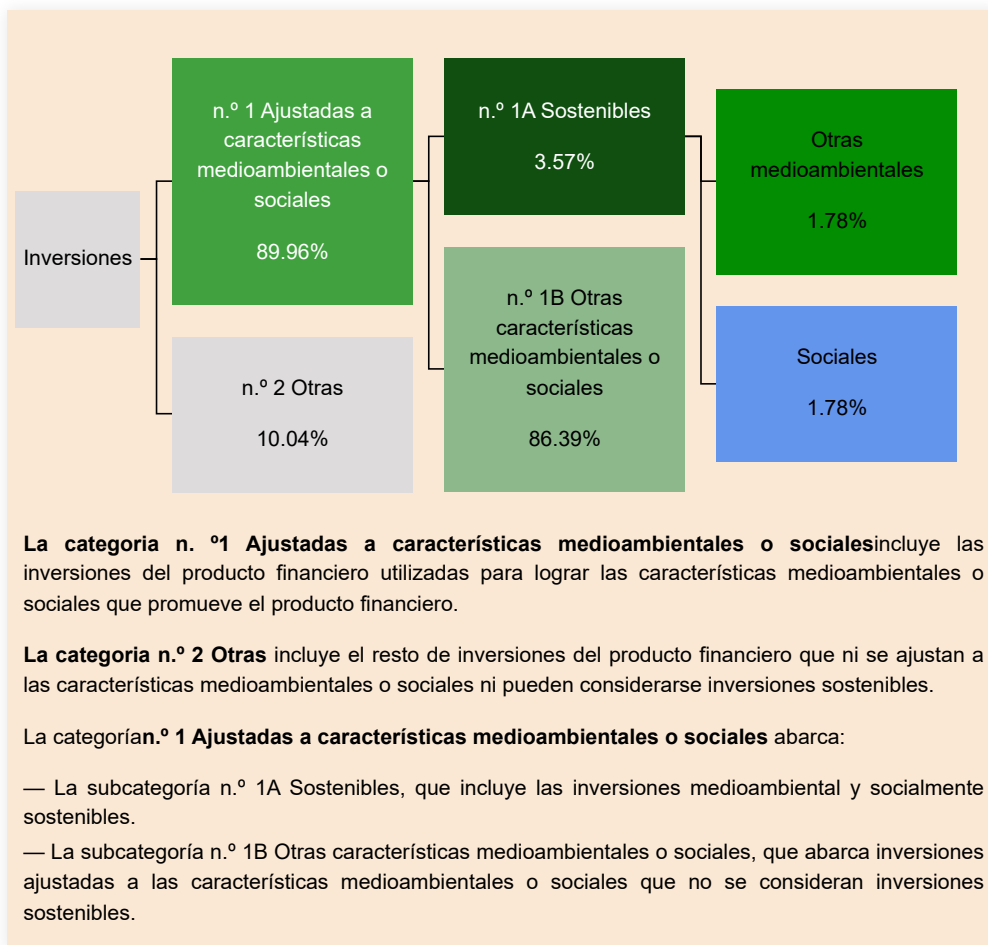 Inversiones
n.º 1 Ajustadas a
características
medioambientales o
sociales
89.96%
n.º 2 Otras
10.04%
n.º 1A Sostenibles
3.57%
n.º 1B Otras
características
medioambientales o
sociales
86.39%
Otras
medioambientales
1.78%
Sociales
1.78%
La categoria n. º1 Ajustadas a características medioambientales o socialesincluye las
inversiones del producto financiero utilizadas para lograr las características medioambientales o
sociales que promueve el producto financiero.
La categoria n.º 2 Otras incluye el resto de inversiones del producto financiero que ni se ajustan a
las características medioambientales o sociales ni pueden considerarse inversiones sostenibles.
La categorían.º 1 Ajustadas a características medioambientales o sociales abarca:
— La subcategoría n.º 1A Sostenibles, que incluye las inversiones medioambiental y socialmente
sostenibles.
— La subcategoría n.º 1B Otras características medioambientales o sociales, que abarca inversiones
ajustadas a las características medioambientales o sociales que no se consideran inversiones
sostenibles.